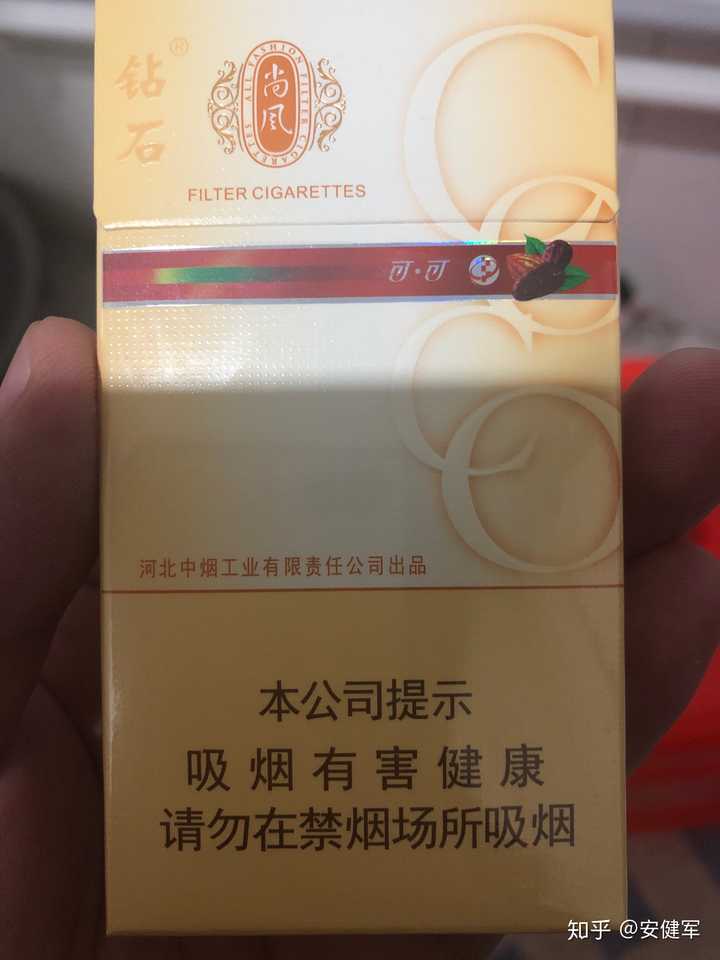 钻石®
ALL FASHION FILTER CIGARETTES
尚风
FILTER CIGARETTES
可·可
河北中烟工业有限责任公司出品
本公司提示
吸烟有害健康
请勿在禁烟场所吸烟
知乎 @安健军